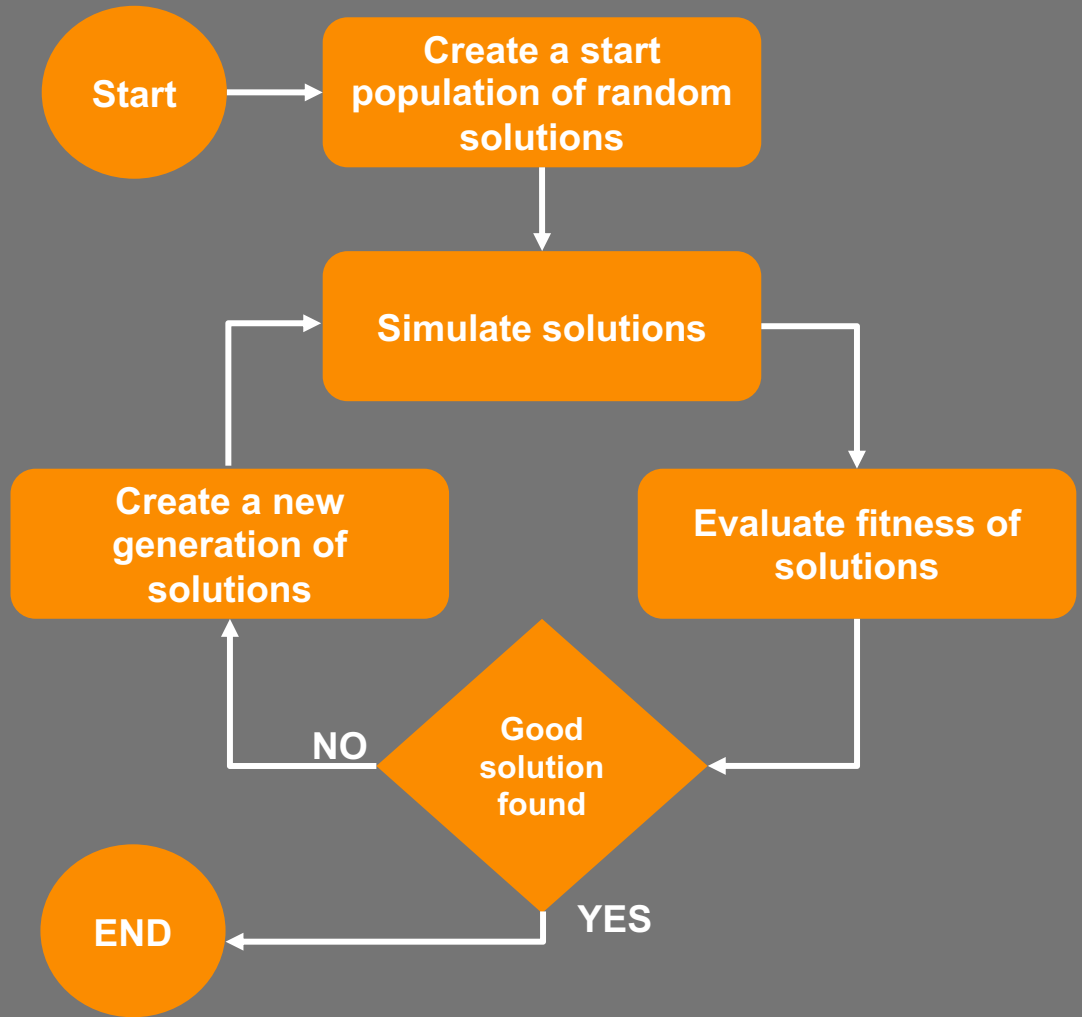 Start
Create a start
population of random
solutions
Simulate solutions
Create a new
generation of
solutions
Evaluate fitness of
solutions
Good
solution
found
NO
YES
END